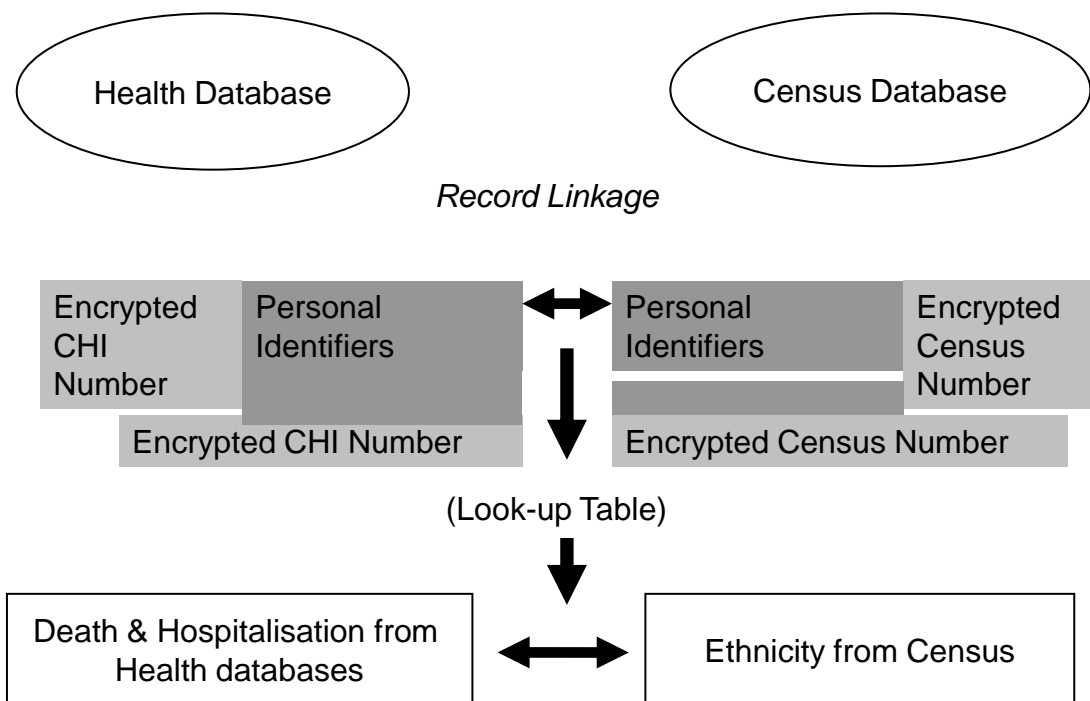 Health Database
Census Database
Record Linkage
Encrypted
CHI
Number
Personal
Identifiers
Personal
Identifiers
Encrypted
Census
Number
Encrypted CHI Number
Encrypted Census Number
(Look-up Table)
Death & Hospitalisation from
Health databases
Ethnicity from Census